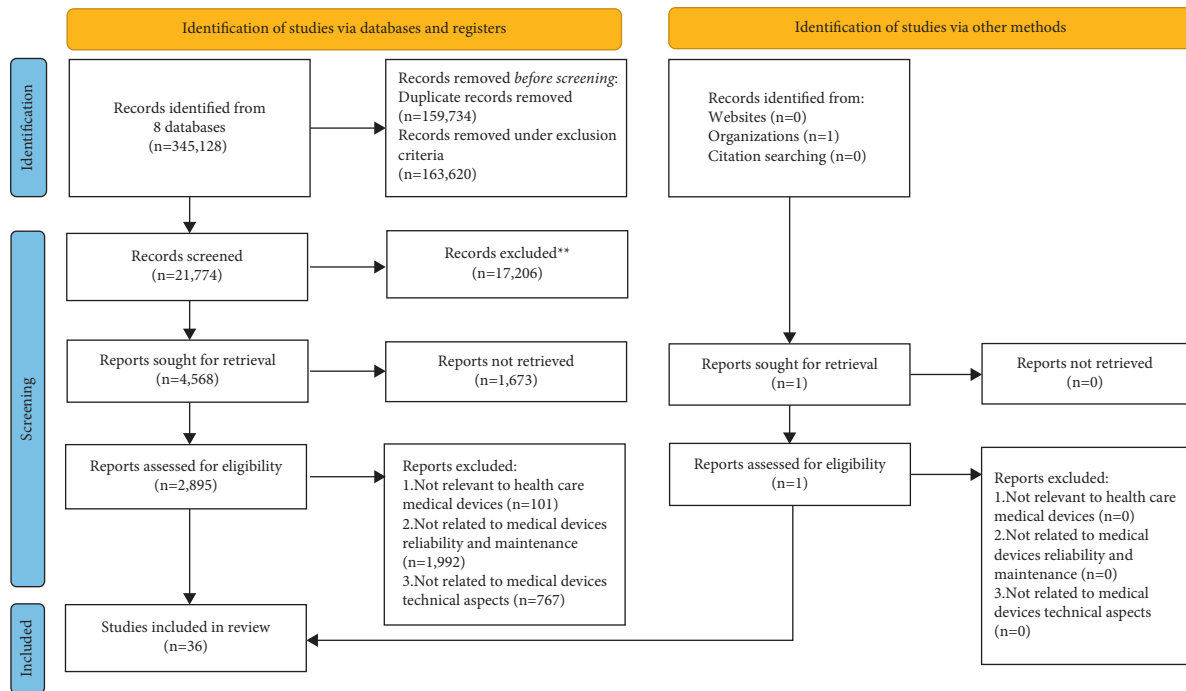 Identification of studies via databases and registers
Identification of studies via other methods
Identification
Records identified from
8 databases
(n=345,128)
Records removed before screening:
Duplicate records removed
(n=159,734)
Records removed under exclusion
criteria
(n=163,620)
Records identified from:
Websites (n=0)
Organizations (n=1)
Citation searching (n=0)
Screening
Records screened
(n=21,774)
Records excluded**
(n=17,206)
Reports sought for retrieval
(n=4,568)
Reports not retrieved
(n=1,673)
Reports sought for retrieval
(n=1)
Reports not retrieved
(n=0)
Reports assessed for eligibility
(n=2,895)
Reports excluded:
1.Not relevant to health care
medical devices (n=101)
2.Not related to medical devices
reliability and maintenance
(n=1,992)
3.Not related to medical devices
technical aspects (n=767)
Reports assessed for eligibility
(n=1)
Reports excluded:
1.Not relevant to health care
medical devices (n=0)
2.Not related to medical
devices reliability and
maintenance (n=0)
3.Not related to medical
devices technical aspects
(n=0)
Included
Studies included in review
(n=36)